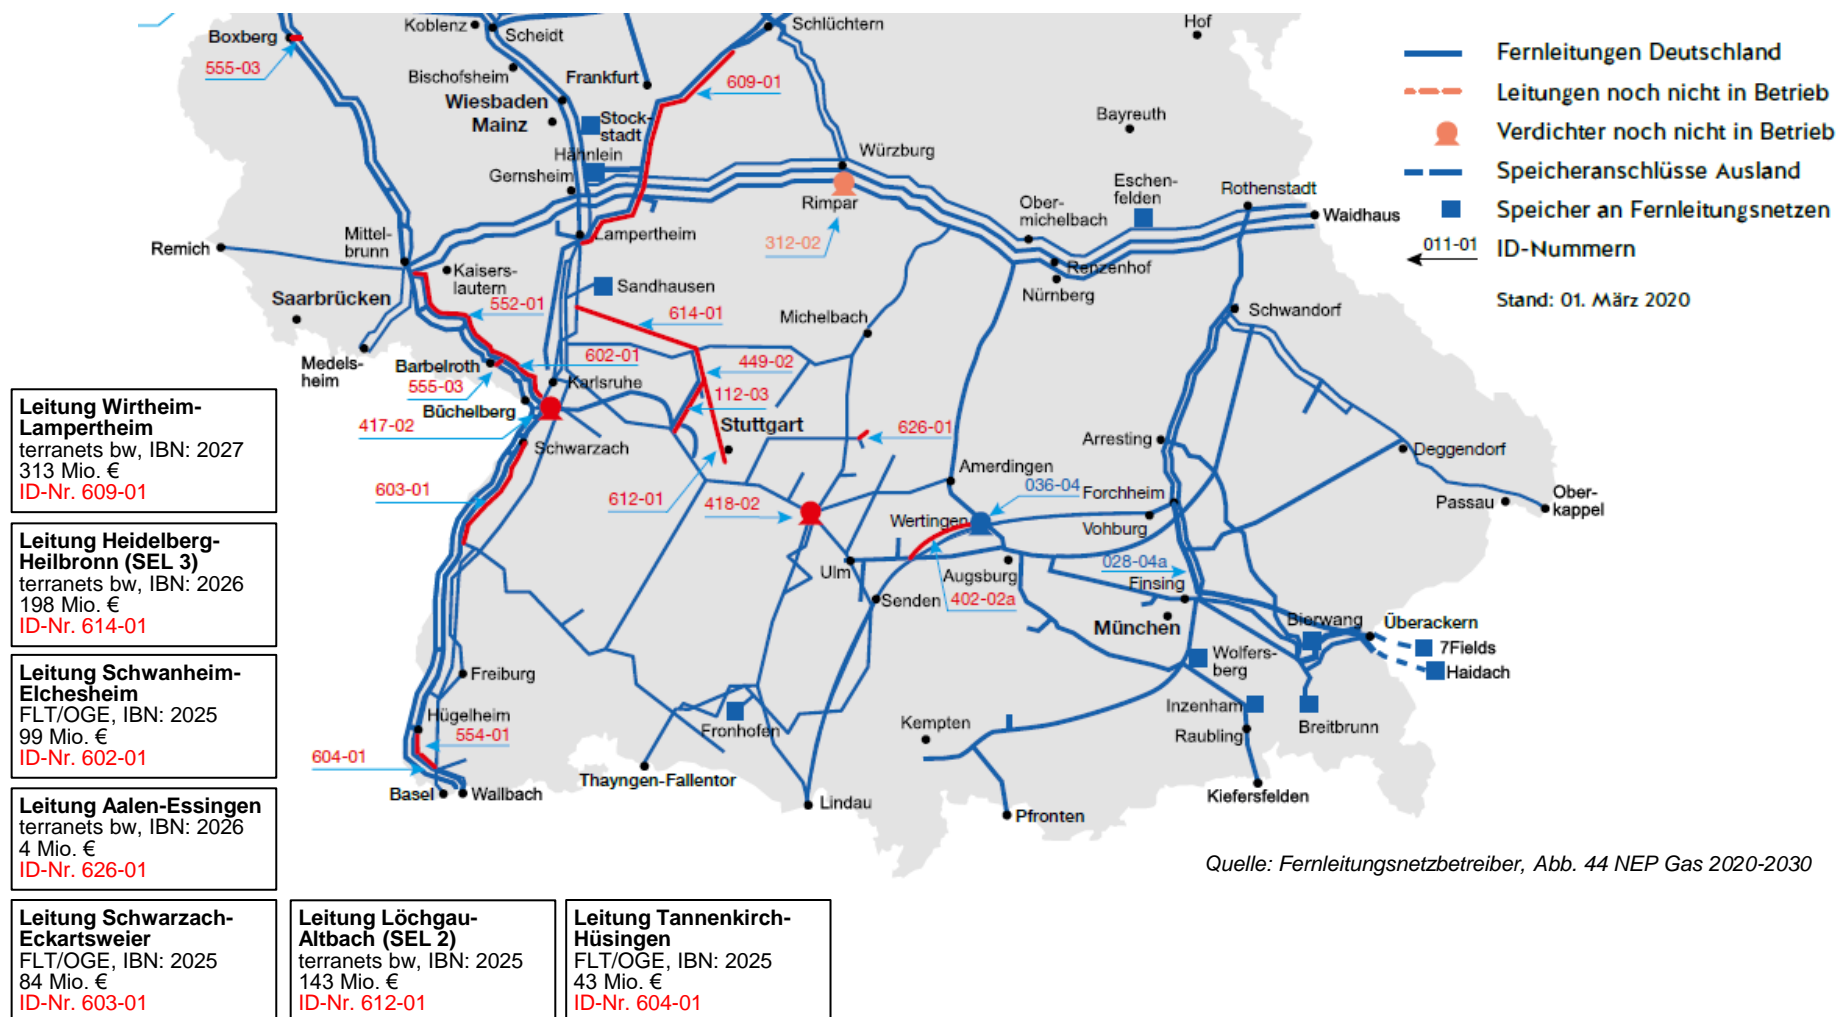 Koblenz
Scheidt
Schlüchtern
Hof
Boxberg
555-03
Bischofsheim
Frankfurt
609-01
Wiesbaden
Mainz
Stock-
stadt
Hähnlein
Gernsheim
Würzburg
Rimpar
312-02
Bayreuth
Eschen-
felden
Ober-
michelbach
Rothenstadt
Waidhaus
Renzenhof
Nürnberg
Remich
Mittel-
brunn
Lampertheim
Kaisers-
lautern
Sandhausen
Saarbrücken
552-01
614-01
Michelbach
Schwandorf
Medels-
heim
Barbelroth
602-01
449-02
555-03
Karlsruhe
112-03
Büchelberg
417-02
Stuttgart
626-01
Schwarzach
Arresting
Deggendorf
603-01
612-01
418-02
Amerdingen
036-04
Forchheim
Wertingen
Vohburg
Passau
Ober-
kappel
Ulm
Augsburg
028-04a
Finsing
Senden
402-02a
München
Bierwang
Überackern
7Fields
Haidach
Wolfers-
berg
Freiburg
Inzenham
Raubling
Breitbrunn
Hügelheim
554-01
604-01
Fronhofen
Kempten
Basel
Wallbach
Thayngen-Fallentor
Lindau
Pfronten
Kiefersfelden
Fernleitungen Deutschland
Leitungen noch nicht in Betrieb
Verdichter noch nicht in Betrieb
Speicheranschlüsse Ausland
Speicher an Fernleitungsnetzen
011-01
ID-Nummern
Stand: 01. März 2020
Leitung Wirtheim-
Lampertheim
terranets bw, IBN: 2027
313 Mio. €
ID-Nr. 609-01
Leitung Heidelberg-
Heilbronn (SEL 3)
terranets bw, IBN: 2026
198 Mio. €
ID-Nr. 614-01
Leitung Schwanheim-
Elchesheim
FLT/OGE, IBN: 2025
99 Mio. €
ID-Nr. 602-01
Leitung Aalen-Essingen
terranets bw, IBN: 2026
4 Mio. €
ID-Nr. 626-01
Leitung Schwarzach-
Eckartsweier
FLT/OGE, IBN: 2025
84 Mio. €
ID-Nr. 603-01
Leitung Löchgau-
Altbach (SEL 2)
terranets bw, IBN: 2025
143 Mio. €
ID-Nr. 612-01
Leitung Tannenkirch-
Hüsingen
FLT/OGE, IBN: 2025
43 Mio. €
ID-Nr. 604-01
Quelle: Fernleitungsnetzbetreiber, Abb. 44 NEP Gas 2020-2030